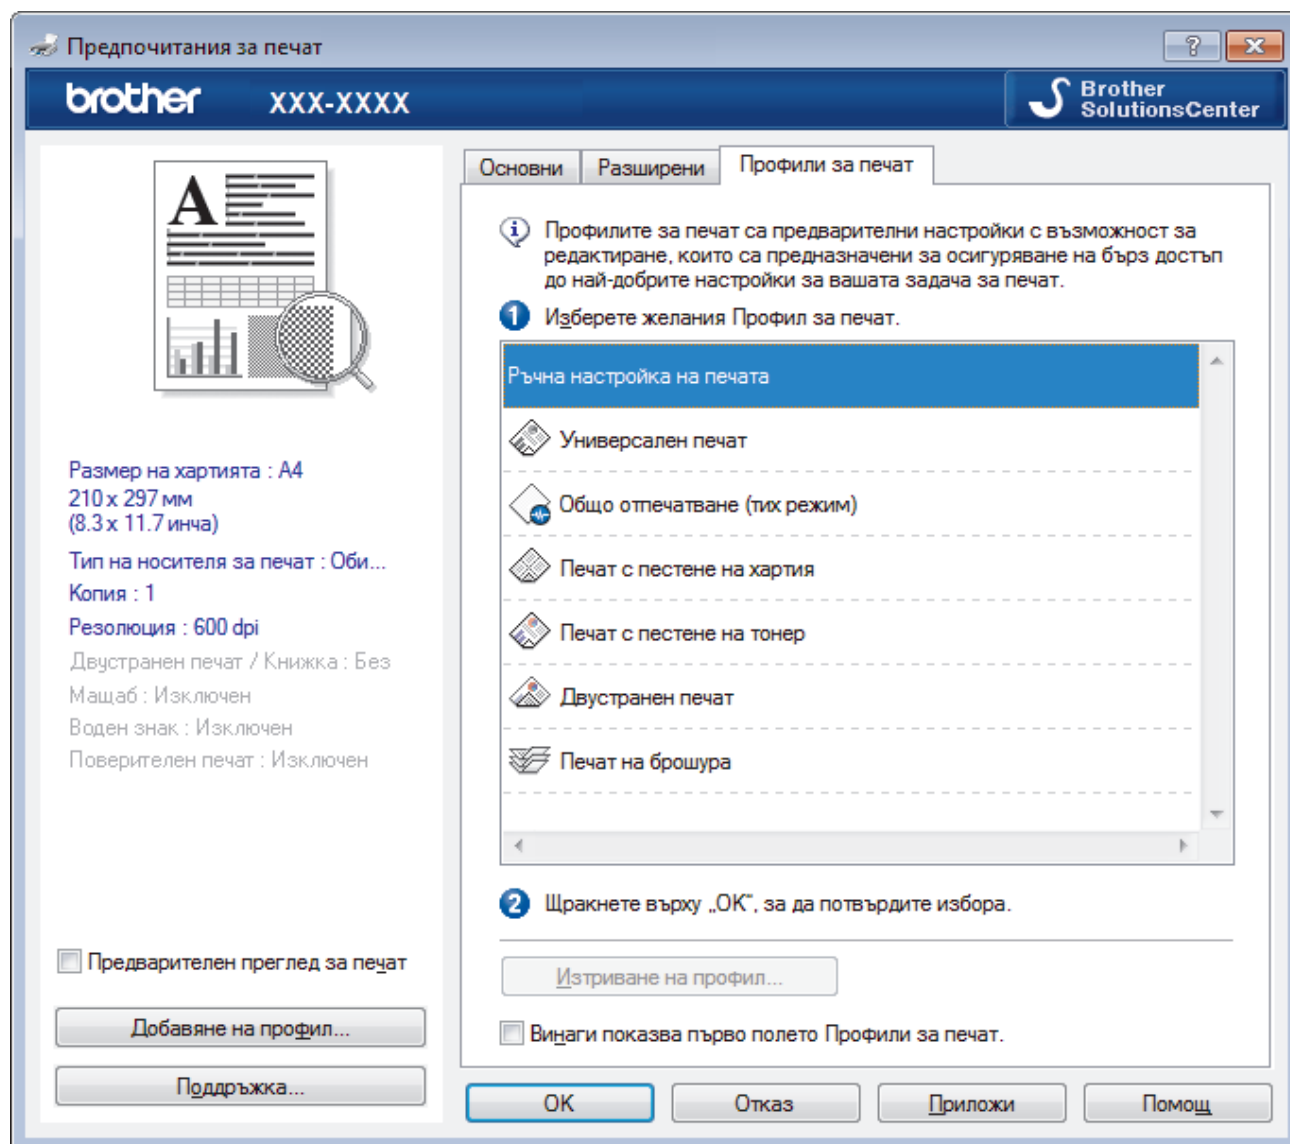 Предпочитания за печат
brother XXX-XXXX
Brother
SolutionsCenter
A
Размер на хартията : A4
210 x 297 мм
(8.3 x 11.7 инча)
Тип на носителя за печат : Оби...
Копия : 1
Резолюция : 600 dpi
Двустранен печат / Книжка : Без
Мащаб : Изключен
Воден знак : Изключен
Поверителен печат : Изключен
Предварителен преглед за печат
Добавяне на профил...
Поддръжка...
Основни Разширени Профили за печат
Профилите за печат са предварителни настройки с възможност за
редактиране, които са предназначени за осигуряване на бърз достъп
до най-добрите настройки за вашата задача за печат.
1 Изберете желания Профил за печат.
Ръчна настройка на печата
Универсален печат
Общо отпечатване (тих режим)
Печат с пестене на хартия
Печат с пестене на тонер
Двустранен печат
Печат на брошура
2 Щракнете върху „OK“, за да потвърдите избора.
Изтриване на профил...
Винаги показва първо полето Профили за печат.
OK Отказ Приложи Помощ